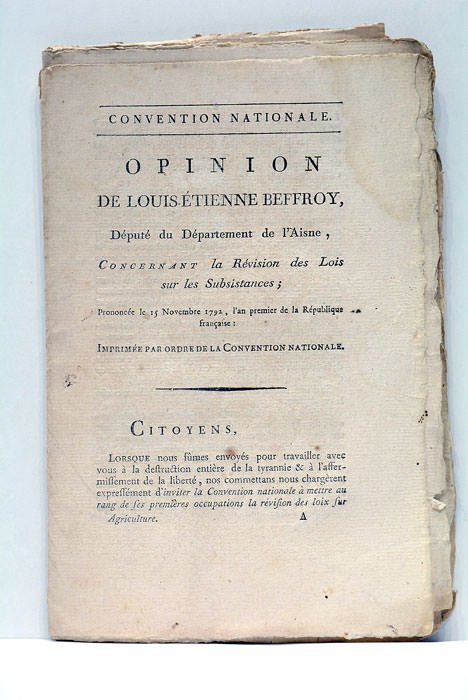 CONVENTION NATIONALE.
OPINION
DE LOUIS-ÉTIENNE BEFFROY,
Député du Département de l'Aisne,
CONCERNANT la Révision des Lois
sur les Subsistances;
Prononcée le 15 Novembre 1792, l'an premier de la République
française:
IMPRIMÉE PAR ORDRE DE LA CONVENTION NATIONALE.
CITOYENS,
LORSQUE nous fûmes envoyés pour travailler avec
vous à la deſtruction entière de la tyrannie & à l'affer-
miſſement de la liberté, nos commettans nous chargèrent
expreſſément d'inviter la Convention nationale à mettre au
rang de ſes premières occupations la réviſion des loix ſur
Agriculture. A